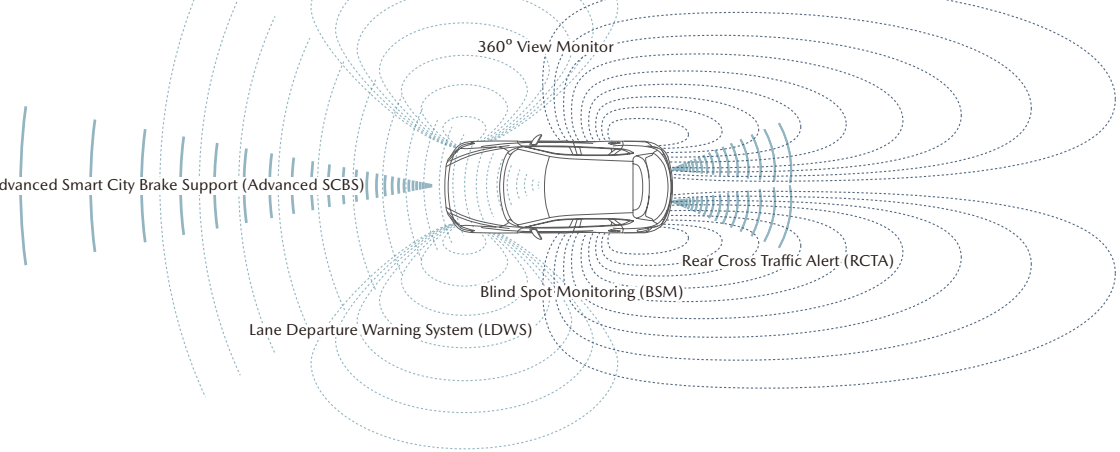 360º View Monitor
dvanced Smart City Brake Support (Advanced SCBS)
Rear Cross Traffic Alert (RCTA)
Blind Spot Monitoring (BSM)
Lane Departure Warning System (LDWS)